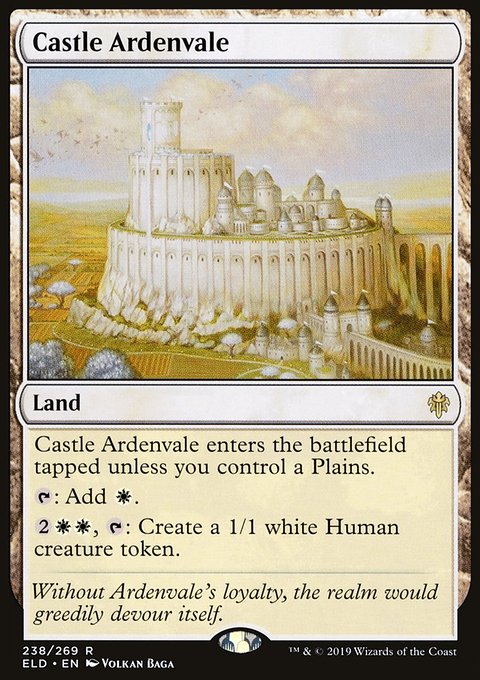 Castle Ardenvale
Land
Castle Ardenvale enters the battlefield
tapped unless you control a Plains.
: Add .
2, : Create a 1/1 white Human
creature token.
Without Ardenvale's loyalty, the realm would
greedily devour itself.
238/269 R
ELD • EN VOLKAN BAGA
™ & © 2019 Wizards of the Coast